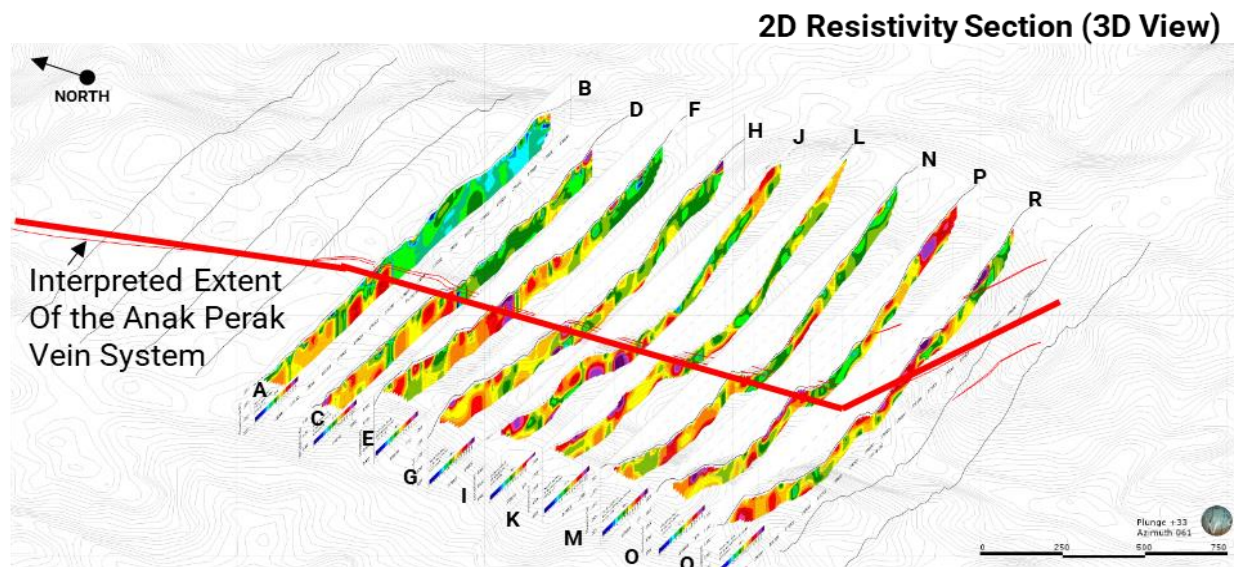 2D Resistivity Section (3D View)
NORTH
B
D
F
H
J
L
N
P
R
Interpreted Extent
Of the Anak Perak
Vein System
A
C
E
G
I
K
M
O
Q
Plunge +33
Azimuth 061
0 250 500 750